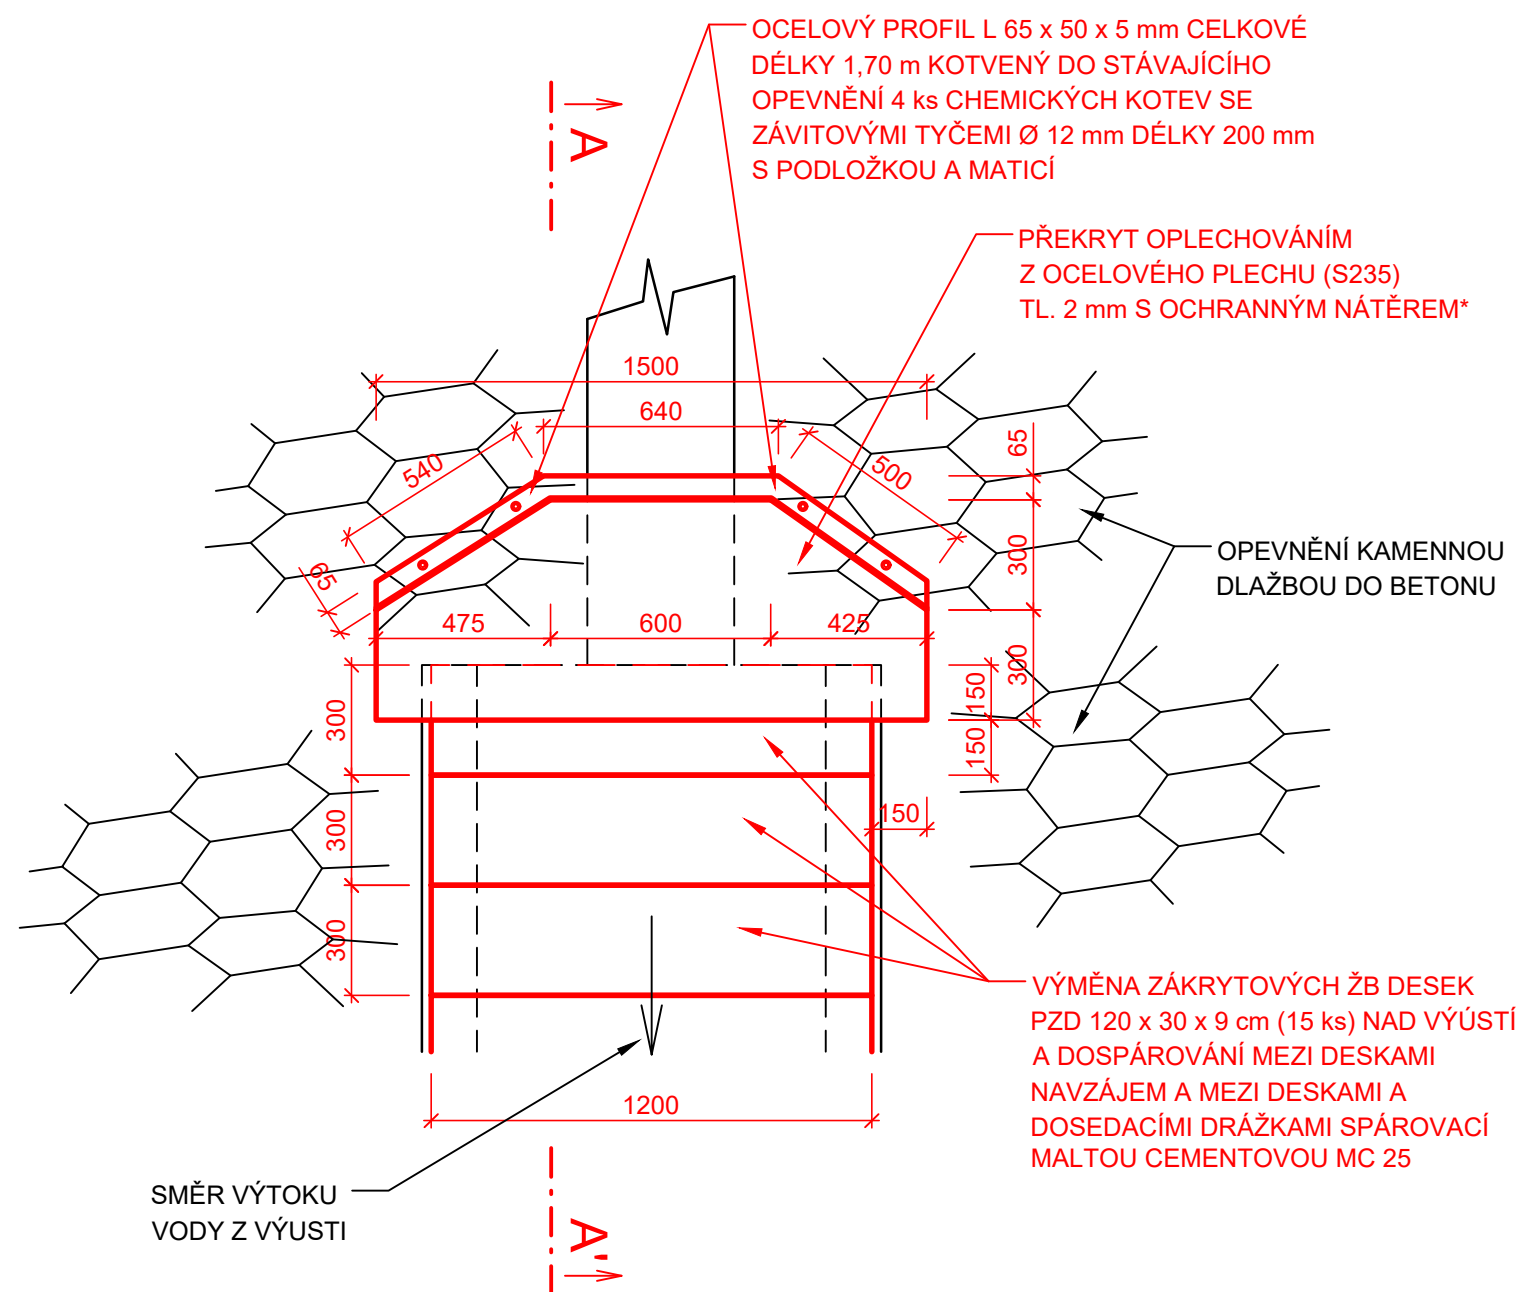 OCELOVÝ PROFIL L 65 x 50 x 5 mm CELKOVÉ
DÉLKY 1,70 m KOTVENÝ DO STÁVAJÍCÍHO
OPEVNĚNÍ 4 ks CHEMICKÝCH KOTEV SE
ZÁVITOVÝMI TYČEMI Ø 12 mm DÉLKY 200 mm
S PODLOŽKOU A MATICÍ
A
PŘEKRYT OPLECHOVÁNÍM
Z OCELOVÉHO PLECHU (S235)
TL. 2 mm S OCHRANNÝM NÁTĚREM*
1500
640
540
500
65
65
300
300
OPEVNĚNÍ KAMENNOU
DLAŽBOU DO BETONU
475
600
425
150
150
300
300
300
150
VÝMĚNA ZÁKRYTOVÝCH ŽB DESEK
PZD 120 x 30 x 9 cm (15 ks) NAD VÝÚSTÍ
A DOSPÁROVÁNÍ MEZI DESKAMI
NAVZÁJEM A MEZI DESKAMI A
DOSEDACÍMI DRÁŽKAMI SPÁROVACÍ
MALTOU CEMENTOVOU MC 25
1200
SMĚR VÝTOKU
VODY Z VÝUSTI
A'